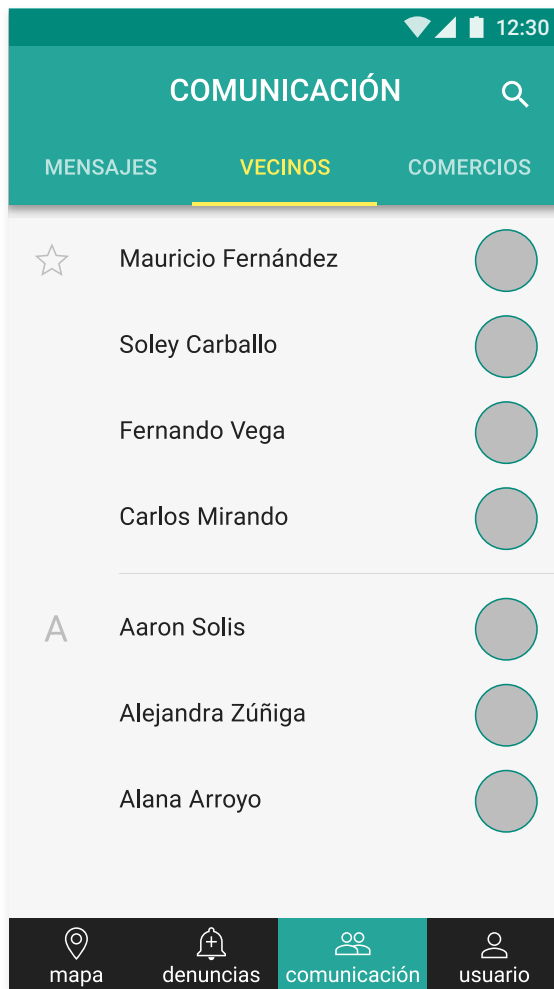 12:30
COMUNICACIÓN
MENSAJES VECINOS COMERCIOS
Mauricio Fernández
Soley Carballo
Fernando Vega
Carlos Mirando
A Aaron Solis
Alejandra Zúñiga
Alana Arroyo
mapa denuncias comunicación usuario